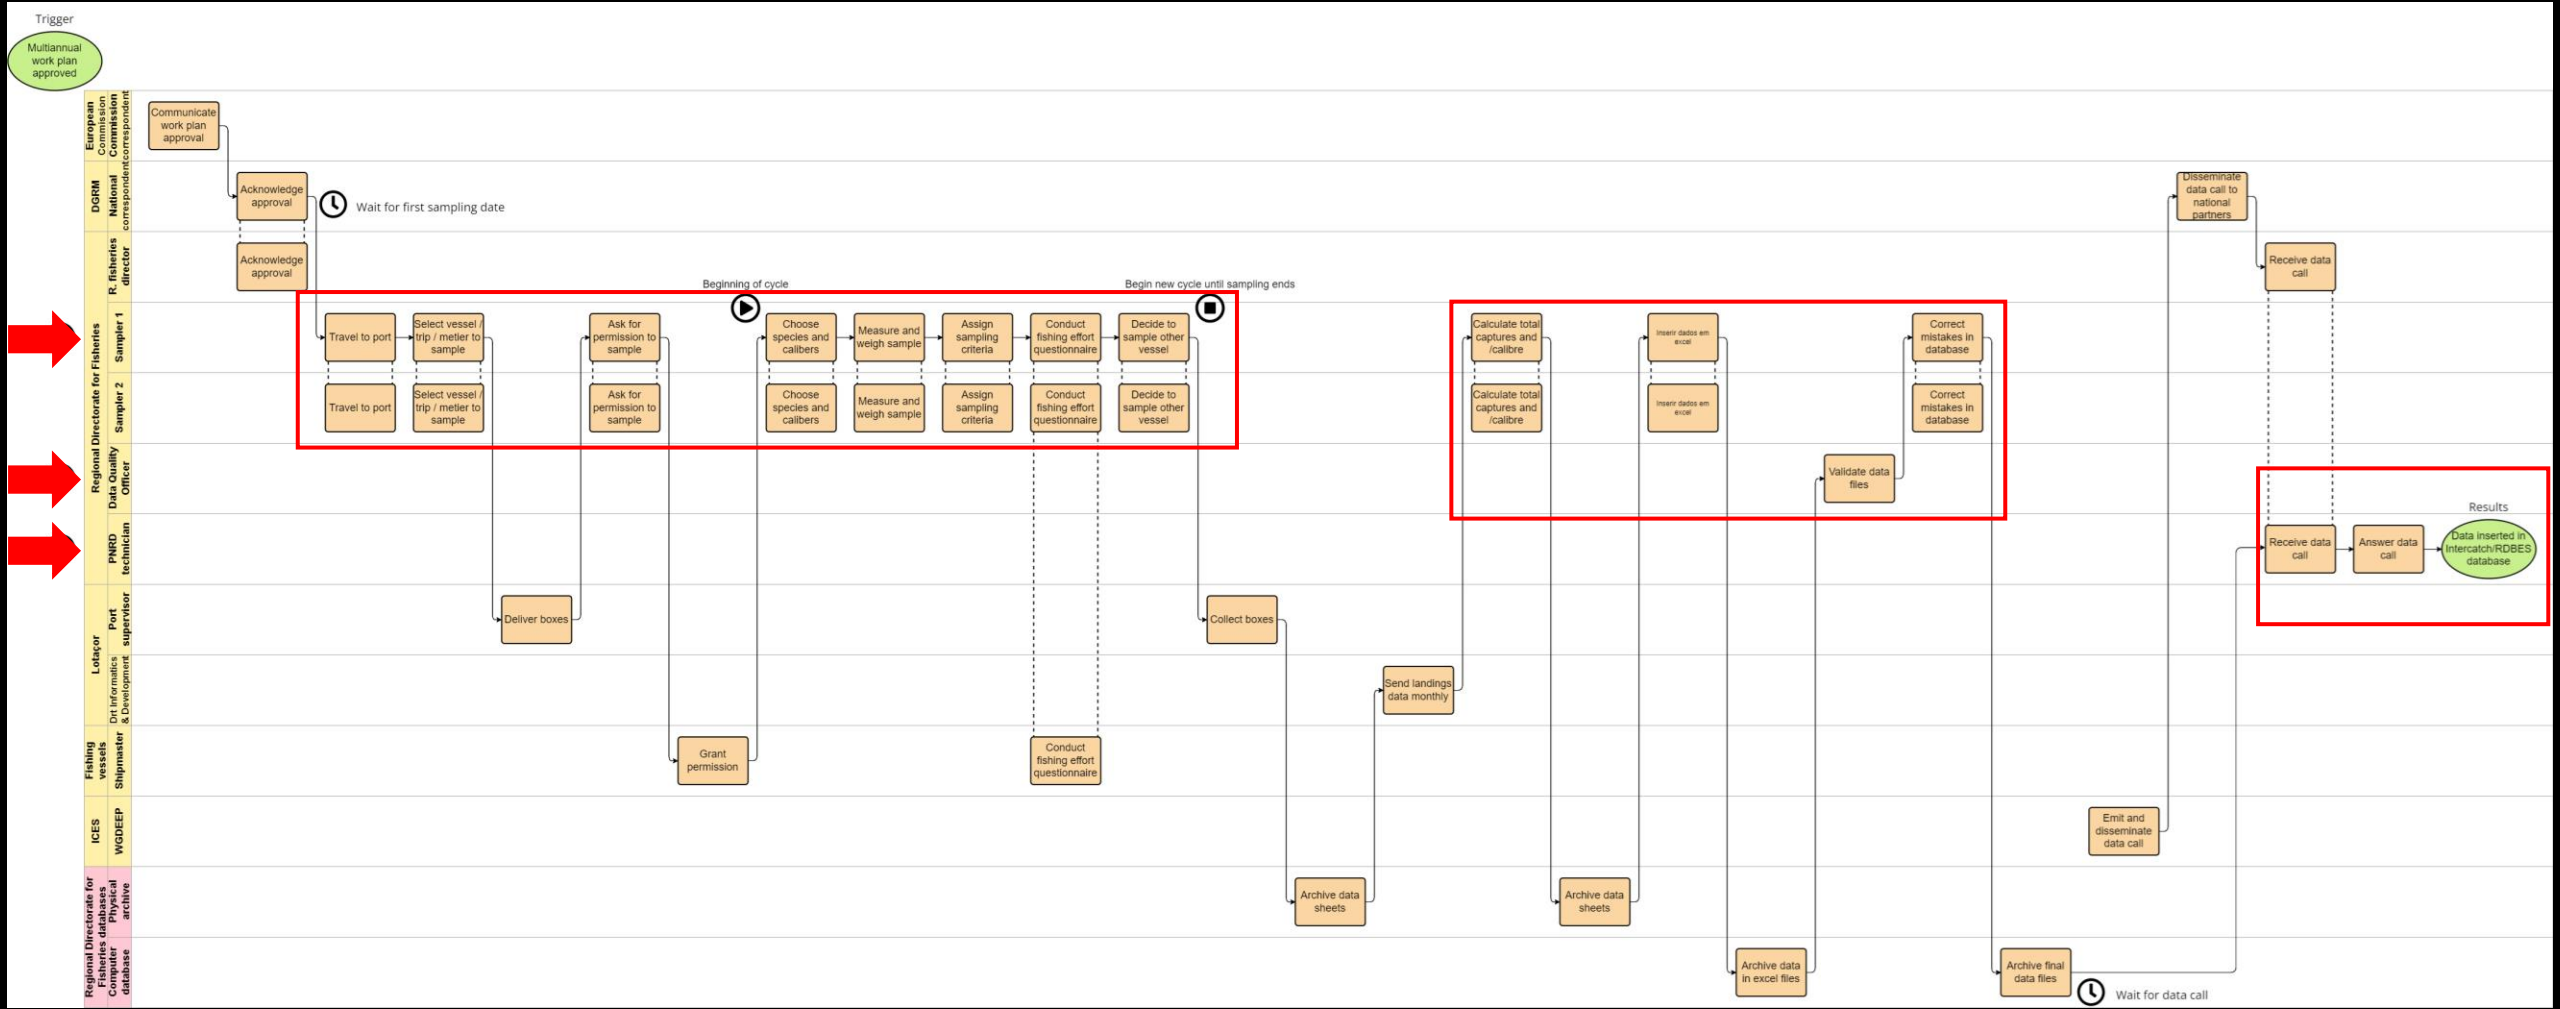 Trigger
Multiannual
work plan
approved
European
Commission
Commission
correspondent
Communicate
work plan
approval
DGRM
National
correspondent
Acknowledge
approval
Wait for first sampling date
Disseminate
data call to
national
partners
Regional Directorate for Fisheries
R. fisheries
director
Acknowledge
approval
Receive data
call
Beginning of cycle
Begin new cycle until sampling ends
Sampler 1
Travel to port
Select vessel /
trip / metier to
sample
Ask for
permission to
sample
Choose
species and
calibers
Measure and
weigh sample
Assign
sampling
criteria
Conduct
fishing effort
questionnaire
Decide to
sample other
vessel
Calculate total
captures and
/calibre
Inserir dados em
excel
Correct
mistakes in
database
Sampler 2
Travel to port
Select vessel /
trip / metier to
sample
Ask for
permission to
sample
Choose
species and
calibers
Measure and
weigh sample
Assign
sampling
criteria
Conduct
fishing effort
questionnaire
Decide to
sample other
vessel
Calculate total
captures and
/calibre
Inserir dados em
excel
Correct
mistakes in
database
Data Quality
Officer
Validate data
files
PNRD
technician
Receive data
call
Answer data
call
Results
Data inserted in
Intercatch/RDBES
database
Lotaçor
Port
supervisor
Deliver boxes
Collect boxes
Drt Informatics
& Development
Send landings
data monthly
Fishing
vessels
Shipmaster
Grant
permission
Conduct
fishing effort
questionnaire
ICES
WGDEEP
Emit and
disseminate
data call
Regional Directorate for
Fisheries databases
Physical
archive
Archive data
sheets
Archive data
sheets
Computer
database
Archive data
in excel files
Archive final
data files
Wait for data call